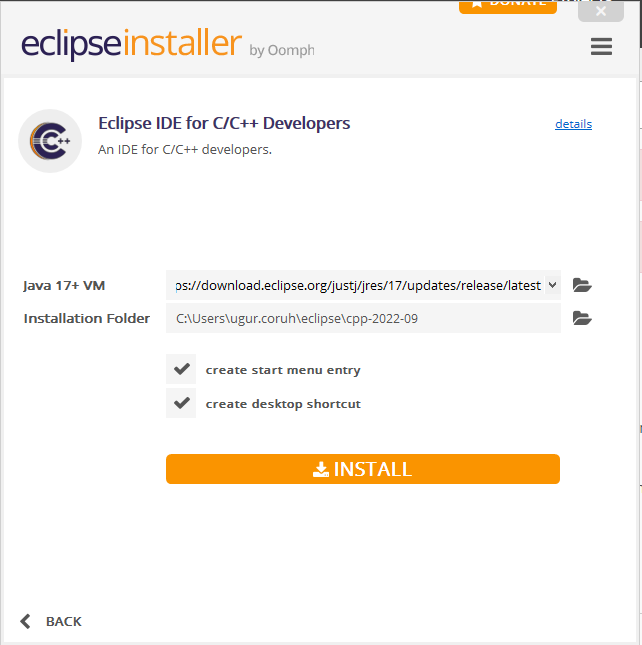 DONATE
eclipseinstaller by Oomph
Eclipse IDE for C/C++ Developers
details
An IDE for C/C++ developers.
Java 17+ VM
ps://download.eclipse.org/justj/jres/17/updates/release/latest
Installation Folder
C:\Users\ugur.coruh\eclipse\cpp-2022-09
create start menu entry
create desktop shortcut
INSTALL
BACK